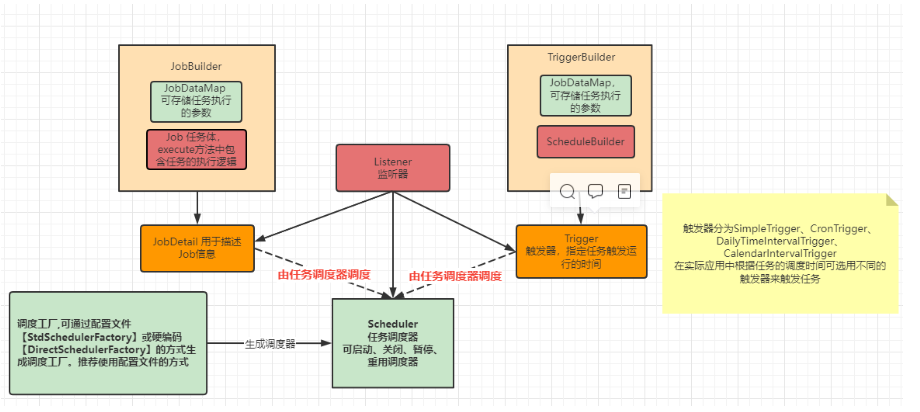 JobBuilder
JobDataMap
可存储任务执行
的参数
Job 任务体,
execute方法中包
含任务的执行逻辑
TriggerBuilder
JobDataMap,
可存储任务执行
的参数
ScheduleBuilder
Listener
监听器
JobDetail 用于描述
Job信息
Trigger
触发器，指定任务触发运
行的时间
触发器分为SimpleTrigger、CronTrigger、
DailyTimeIntervalTrigger、
CalendarIntervalTrigger
在实际应用中根据任务的调度时间可选用不同的
触发器来触发任务
由任务调度器调度
由任务调度器调度
调度工厂,可通过配置文件
【StdSchedulerFactory】或硬编码
【DirectSchedulerFactory】的方式生
成调度工厂。推荐使用配置文件的方式
生成调度器
Scheduler
任务调度器
可启动、关闭、暂停、
重用调度器